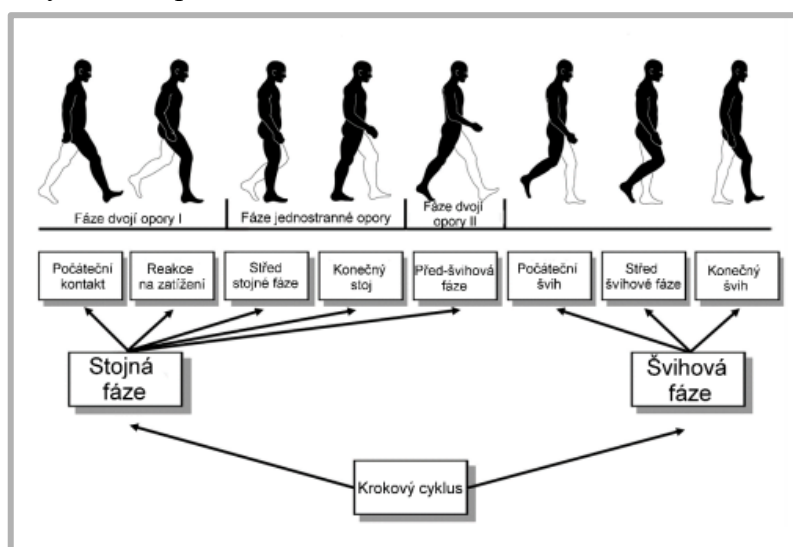 Fáze dvojí opory I
Fáze jednostranné opory
Fáze dvojí
opory II
Počáteční
kontakt
Reakce
na zatížení
Střed
stojné fáze
Konečný
stoj
Před-švihová
fáze
Počáteční
švih
Střed
švihové fáze
Konečný
švih
Stojná
fáze
Švihová
fáze
Krokový cyklus